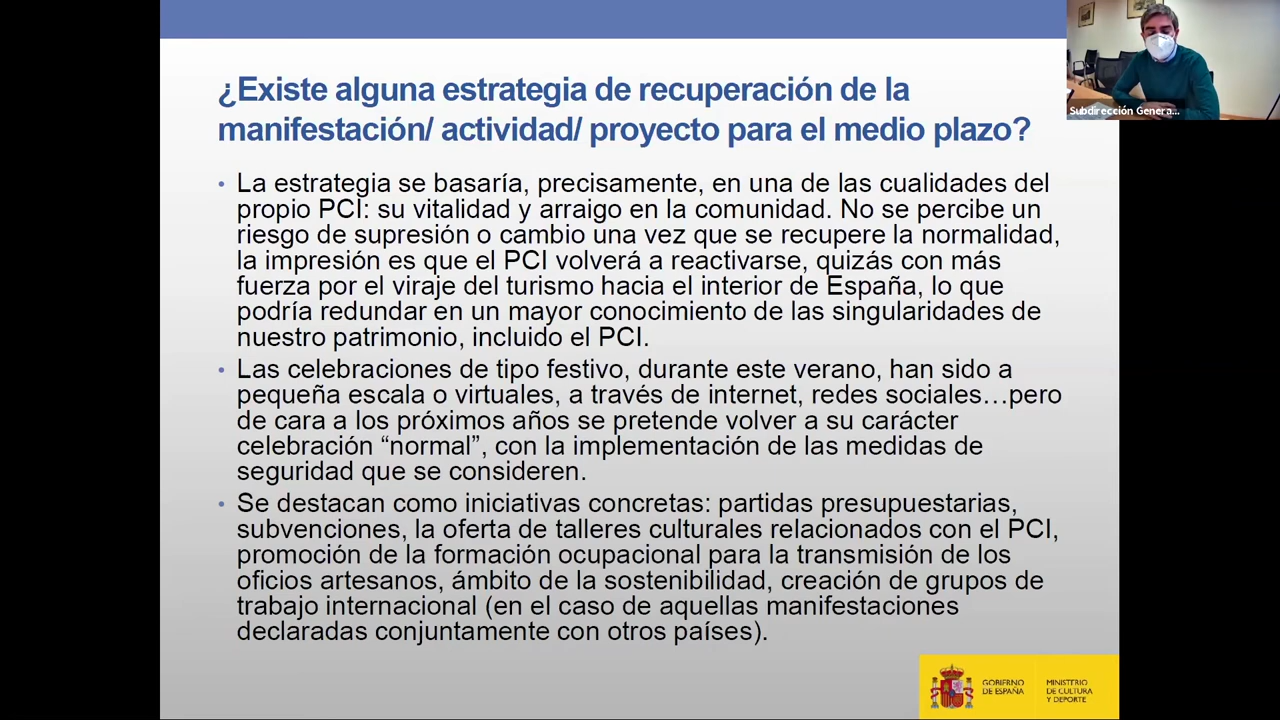 ¿Existe alguna estrategia de recuperación de la
manifestación/ actividad/ proyecto para el medio plazo?
• La estrategia se basaría, precisamente, en una de las cualidades del
propio PCI: su vitalidad y arraigo en la comunidad. No se percibe un
riesgo de supresión o cambio una vez que se recupere la normalidad,
la impresión es que el PCI volverá a reactivarse, quizás con más
fuerza por el viraje del turismo hacia el interior de España, lo que
podría redundar en un mayor conocimiento de las singularidades de
nuestro patrimonio, incluido el PCI.
• Las celebraciones de tipo festivo, durante este verano, han sido a
pequeña escala o virtuales, a través de internet, redes sociales…pero
de cara a los próximos años se pretende volver a su carácter
celebración “normal”, con la implementación de las medidas de
seguridad que se consideren.
• Se destacan como iniciativas concretas: partidas presupuestarias,
subvenciones, la oferta de talleres culturales relacionados con el PCI,
promoción de la formación ocupacional para la transmisión de los
oficios artesanos, ámbito de la sostenibilidad, creación de grupos de
trabajo internacional (en el caso de aquellas manifestaciones
declaradas conjuntamente con otros países).
Subdirección Genera...
GOBIERNO
DE ESPAÑA
MINISTERIO
DE CULTURA
Y DEPORTE